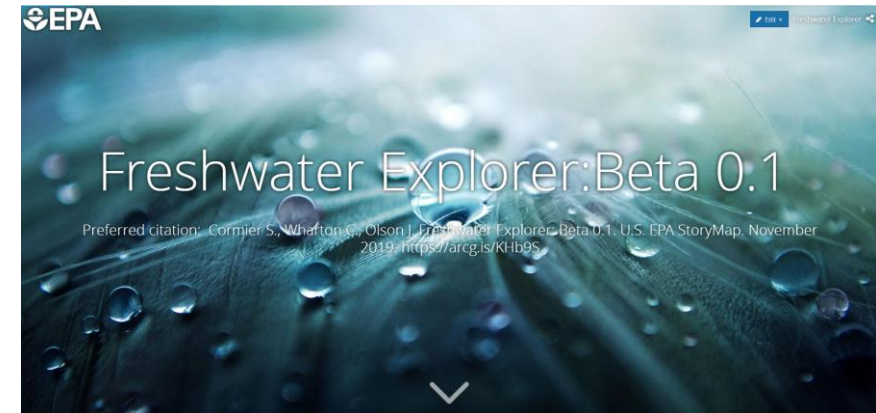 EPA
Edit
Freshwater Explorer
Freshwater Explorer:Beta 0.1
Preferred citation: Cormier S., Wharton C., Olson J. Freshwater Explorer: Beta 0.1. U.S. EPA StoryMap. November
2019. https://arcg.is/KHb9S